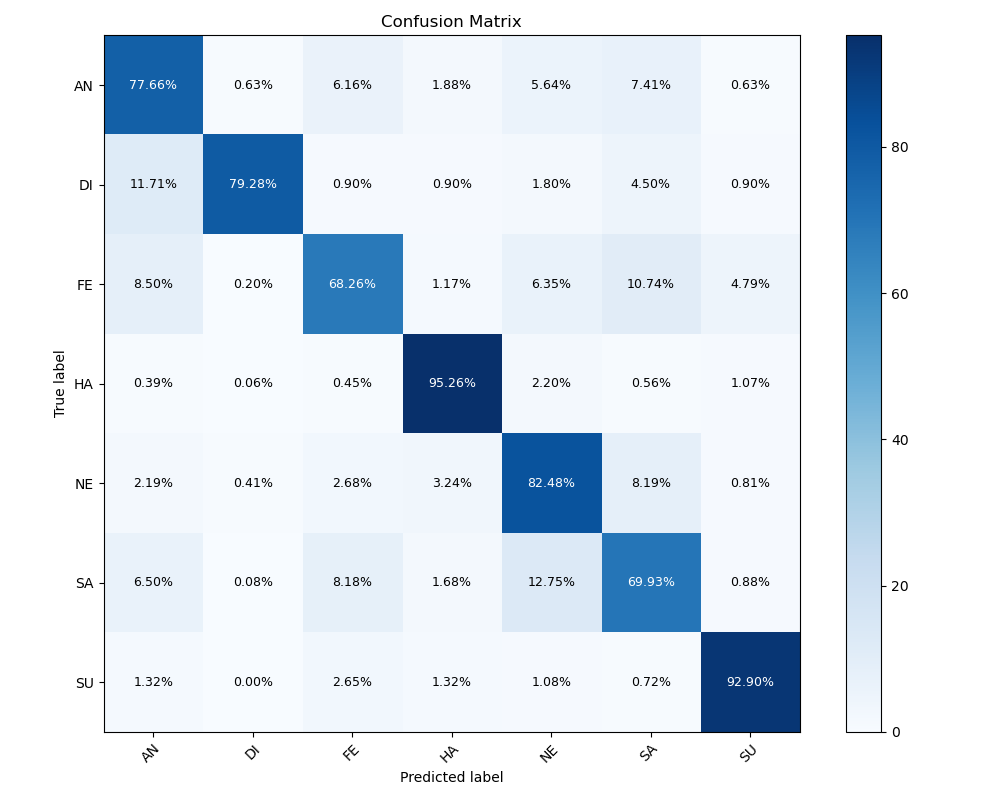 Confusion Matrix
AN 77.66% 0.63% 6.16% 1.88% 5.64% 7.41% 0.63%
DI 11.71% 79.28% 0.90% 0.90% 1.80% 4.50% 0.90%
FE 8.50% 0.20% 68.26% 1.17% 6.35% 10.74% 4.79%
HA 0.39% 0.06% 0.45% 95.26% 2.20% 0.56% 1.07%
NE 2.19% 0.41% 2.68% 3.24% 82.48% 8.19% 0.81%
SA 6.50% 0.08% 8.18% 1.68% 12.75% 69.93% 0.88%
SU 1.32% 0.00% 2.65% 1.32% 1.08% 0.72% 92.90%
AN DI FE HA NE SA SU
Predicted label
True label
80
60
40
20
0